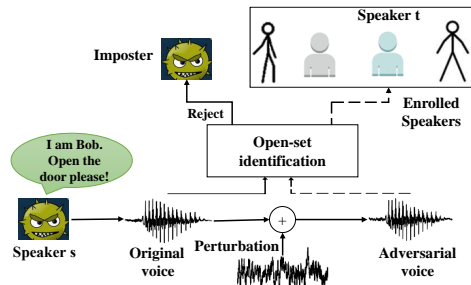 Speaker t
Imposter
Reject
Enrolled
Speakers
Open-set
identification
I am Bob.
Open the
door please!
+
Speaker s
Original
voice
Perturbation
Adversarial
voice